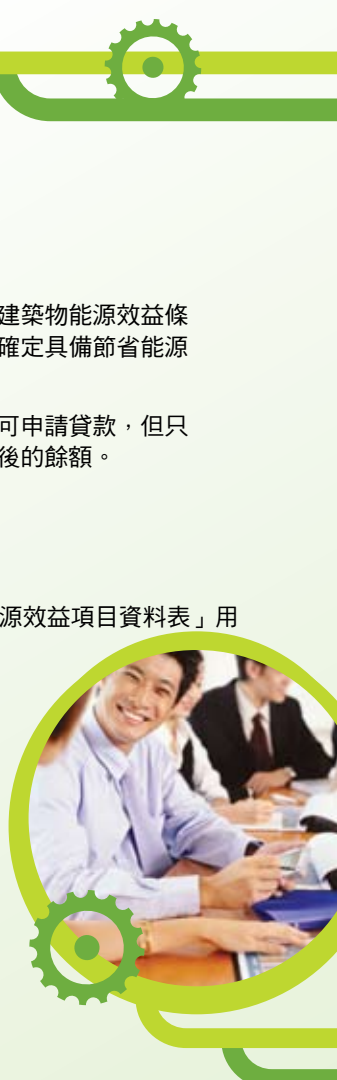 建築物能源效益條
確定具備節省能源
可申請貸款，但只
後的餘額。
源效益項目資料表」用